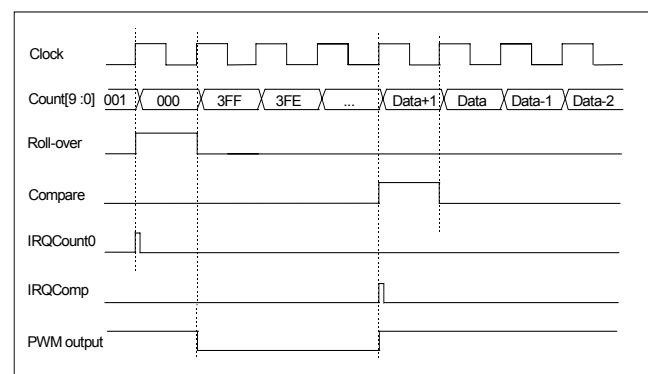 Clock
Count[9 :0] 001 000 3FF 3FE ... Data+1 Data Data-1 Data-2
Roll-over
Compare
IRQCount0
IRQComp
PWM output